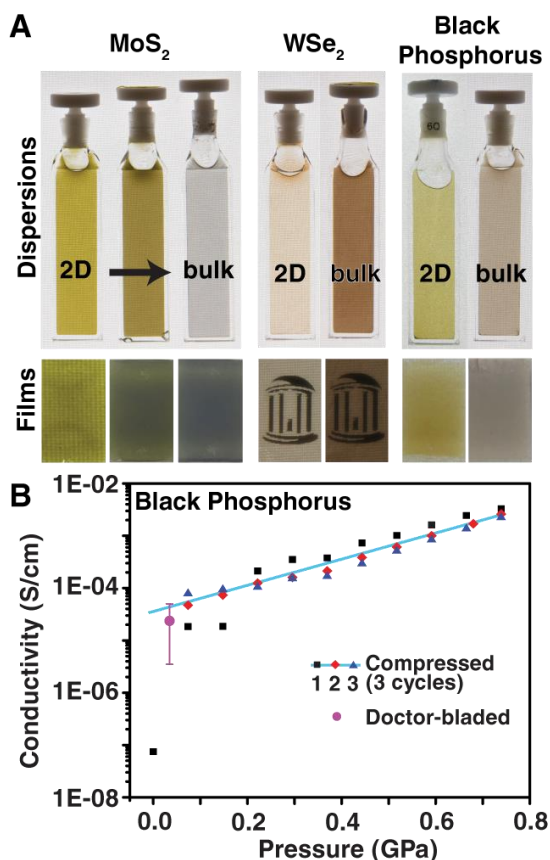 A
MoS2
WSe2
Black
Phosphorus
Dispersions
2D
bulk
2D
bulk
60
2D
bulk
Films
B
Black Phosphorus
Conductivity (S/cm)
1E-02
1E-04
1E-06
1E-08
Compressed
1 2 3 (3 cycles)
Doctor-bladed
0.0 0.2 0.4 0.6 0.8
Pressure (GPa)